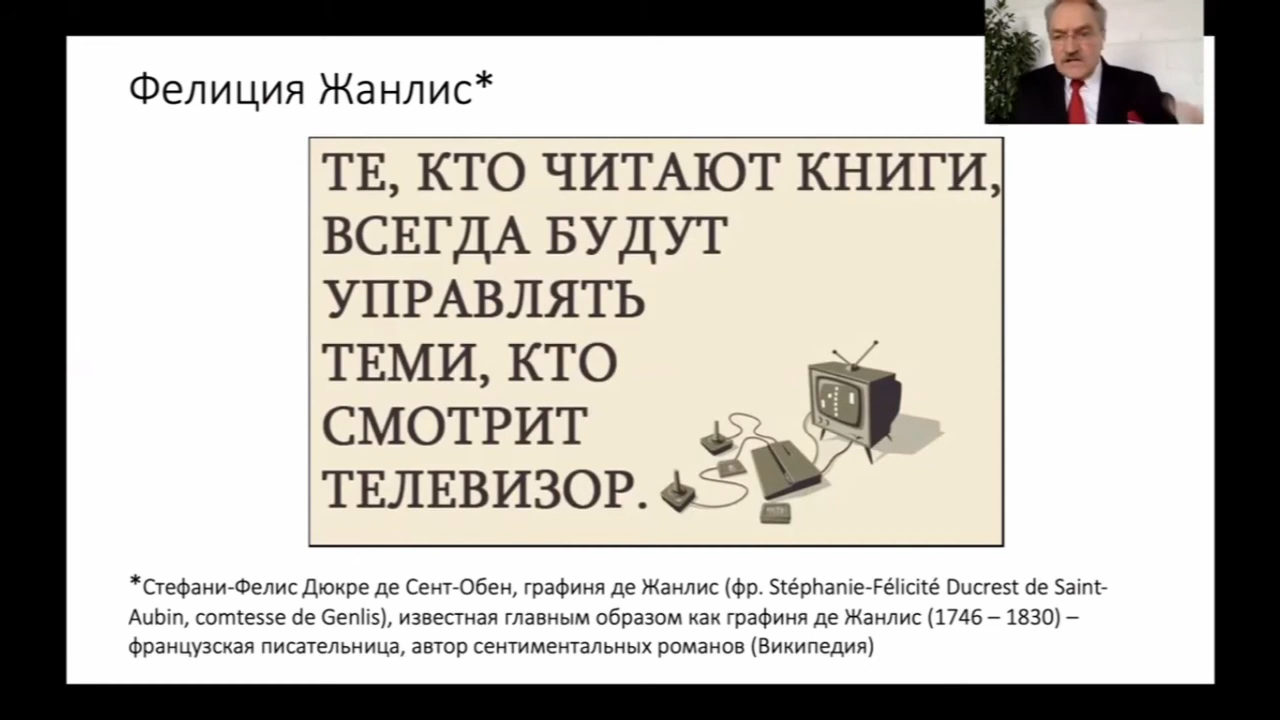 Фелиция Жанлис*
ТЕ, КТО ЧИТАЮТ КНИГИ,
ВСЕГДА БУДУТ
УПРАВЛЯТЬ
ТЕМИ, КТО
СМОТРИТ
ТЕЛЕВИЗОР.
*Стефани-Фелис Дюкре де Сент-Обен, графиня де Жанлис (фр. Stéphanie-Félicité Ducrest de Saint-
Aubin, comtesse de Genlis), известная главным образом как графиня де Жанлис (1746 – 1830) –
французская писательница, автор сентиментальных романов (Википедия)